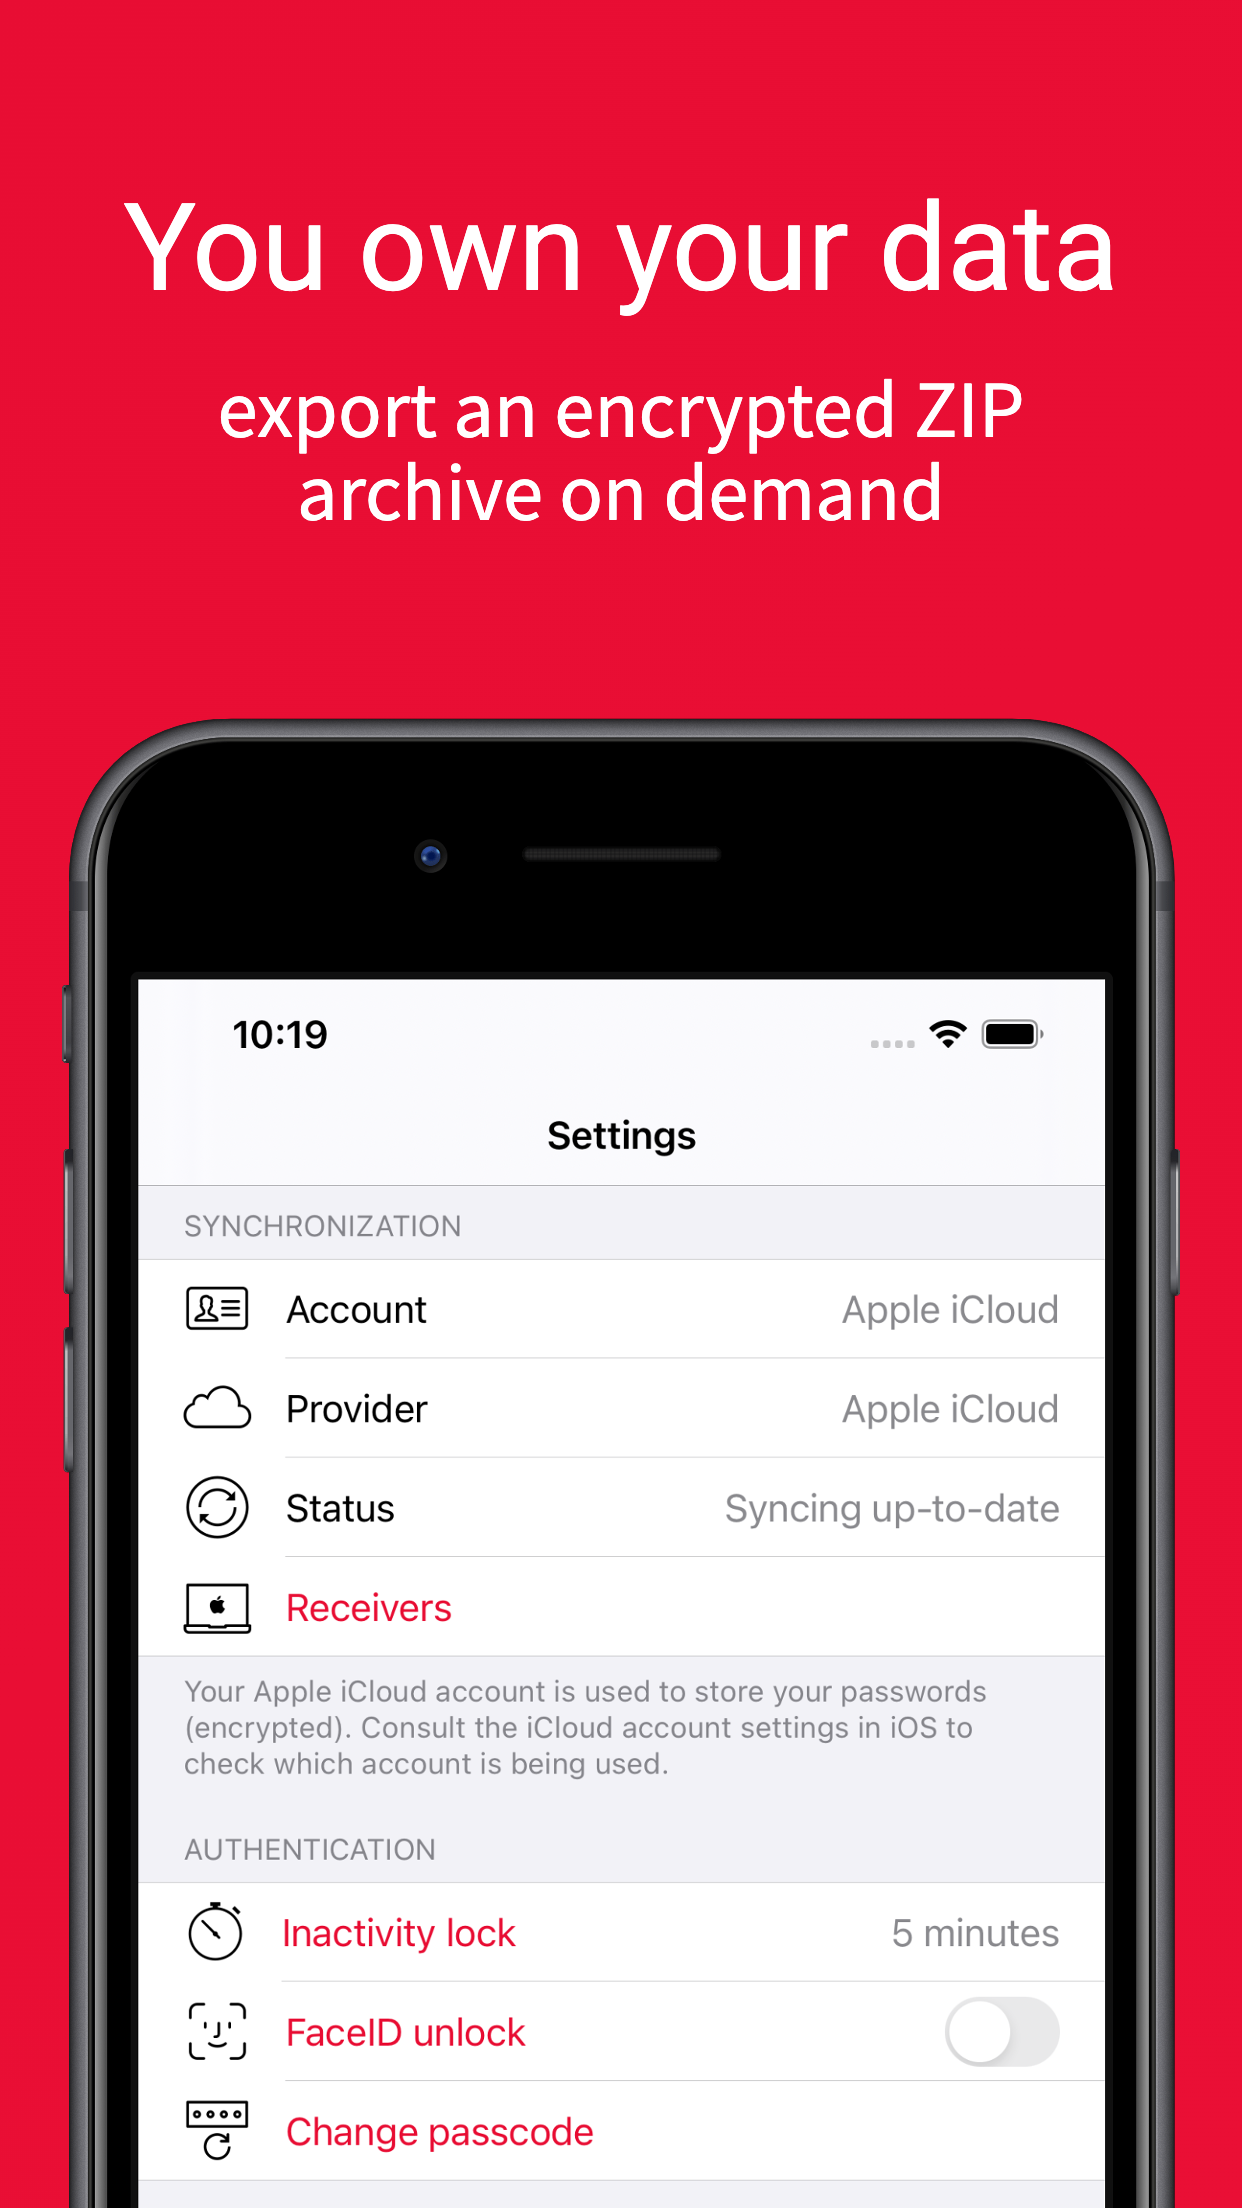 You own your data
export an encrypted ZIP
archive on demand
10:19
Settings
SYNCHRONIZATION
Account Apple iCloud
Provider Apple iCloud
Status Syncing up-to-date
Receivers
Your Apple iCloud account is used to store your passwords
(encrypted). Consult the iCloud account settings in iOS to
check which account is being used.
AUTHENTICATION
Inactivity lock 5 minutes
FaceID unlock
Change passcode